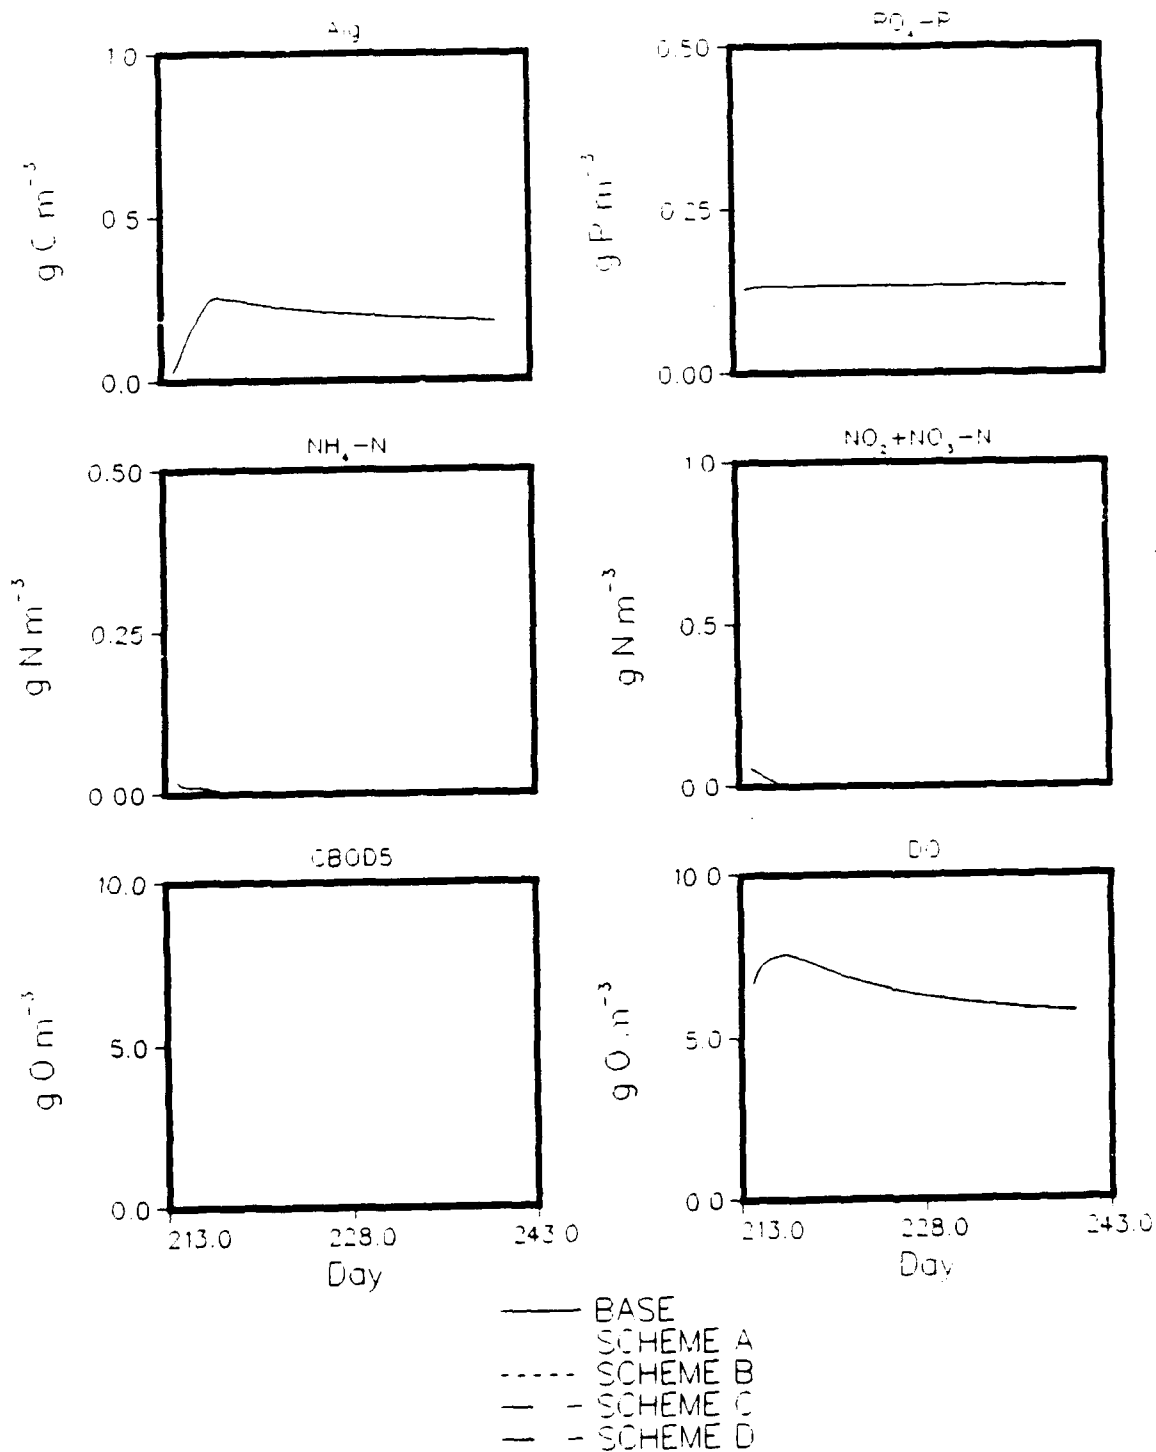 Alg
1.0
0.5
0.0
g C m⁻³
PO₄-P
0.50
0.25
0.00
g P m⁻³
NH₄-N
0.50
0.25
0.00
g N m⁻³
NO₂+NO₃-N
1.0
0.5
0.0
g N m⁻³
CBOD5
10.0
5.0
0.0
g O m⁻³
213.0 228.0 243.0
Day
DO
10.0
5.0
0.0
g O m⁻³
213.0 228.0 243.0
Day
BASE
SCHEME A
SCHEME B
SCHEME C
SCHEME D